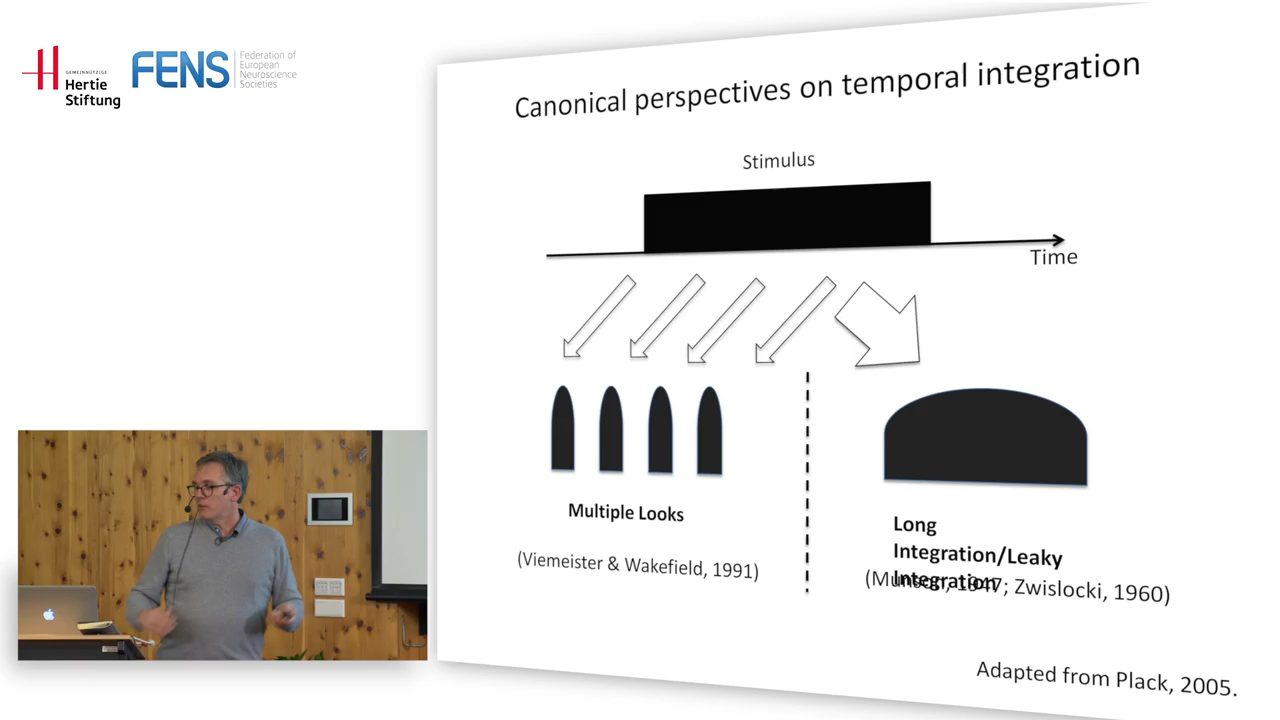 GEMEINNÜTZIGE
Hertie
Stiftung
FENS
Federation of
European
Neuroscience
Societies
Canonical perspectives on temporal integration
Stimulus
Time
Multiple Looks
(Viemeister & Wakefield, 1991)
Long
Integration/Leaky
Integration
(Munson, 1947; Zwislocki, 1960)
Adapted from Plack, 2005.